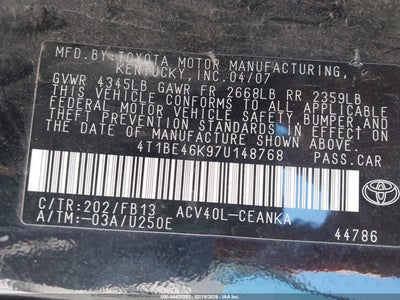 MFD.BY:TOYOTA MOTOR MANUFACTURING,
KENTUCKY, INC. 04/07
GVWR 4345LB GAWR FR 2668LB RR 2359LB
THIS VEHICLE CONFORMS TO ALL APPLICABLE
FEDERAL MOTOR VEHICLE SAFETY, BUMPER AND
THEFT PREVENTION STANDARDS IN EFFECT ON
THE DATE OF MANUFACTURE SHOWN ABOVE.
4T1BE46K97U148768 PASS.CAR
C/TR:202/FB13 ACV40L-CEANKA
A/TM:-03A/U250E
TOYOTA
44786